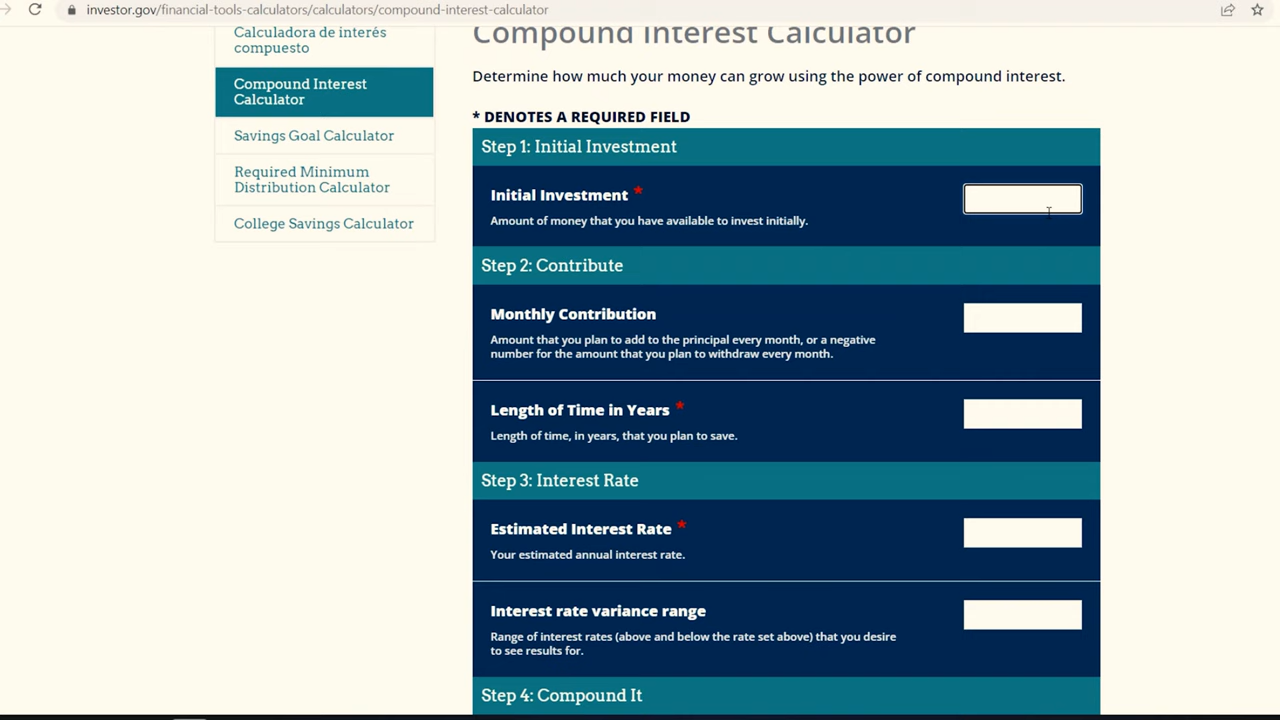 investor.gov/financial-tools-calculators/calculators/compound-interest-calculator
Calculadora de interés
compuesto
Compound Interest
Calculator
Savings Goal Calculator
Required Minimum
Distribution Calculator
College Savings Calculator
Compound Interest Calculator
Determine how much your money can grow using the power of compound interest.
* DENOTES A REQUIRED FIELD
Step 1: Initial Investment
Initial Investment *
Amount of money that you have available to invest initially.
Step 2: Contribute
Monthly Contribution
Amount that you plan to add to the principal every month, or a negative
number for the amount that you plan to withdraw every month.
Length of Time in Years *
Length of time, in years, that you plan to save.
Step 3: Interest Rate
Estimated Interest Rate *
Your estimated annual interest rate.
Interest rate variance range
Range of interest rates (above and below the rate set above) that you desire
to see results for.
Step 4: Compound It